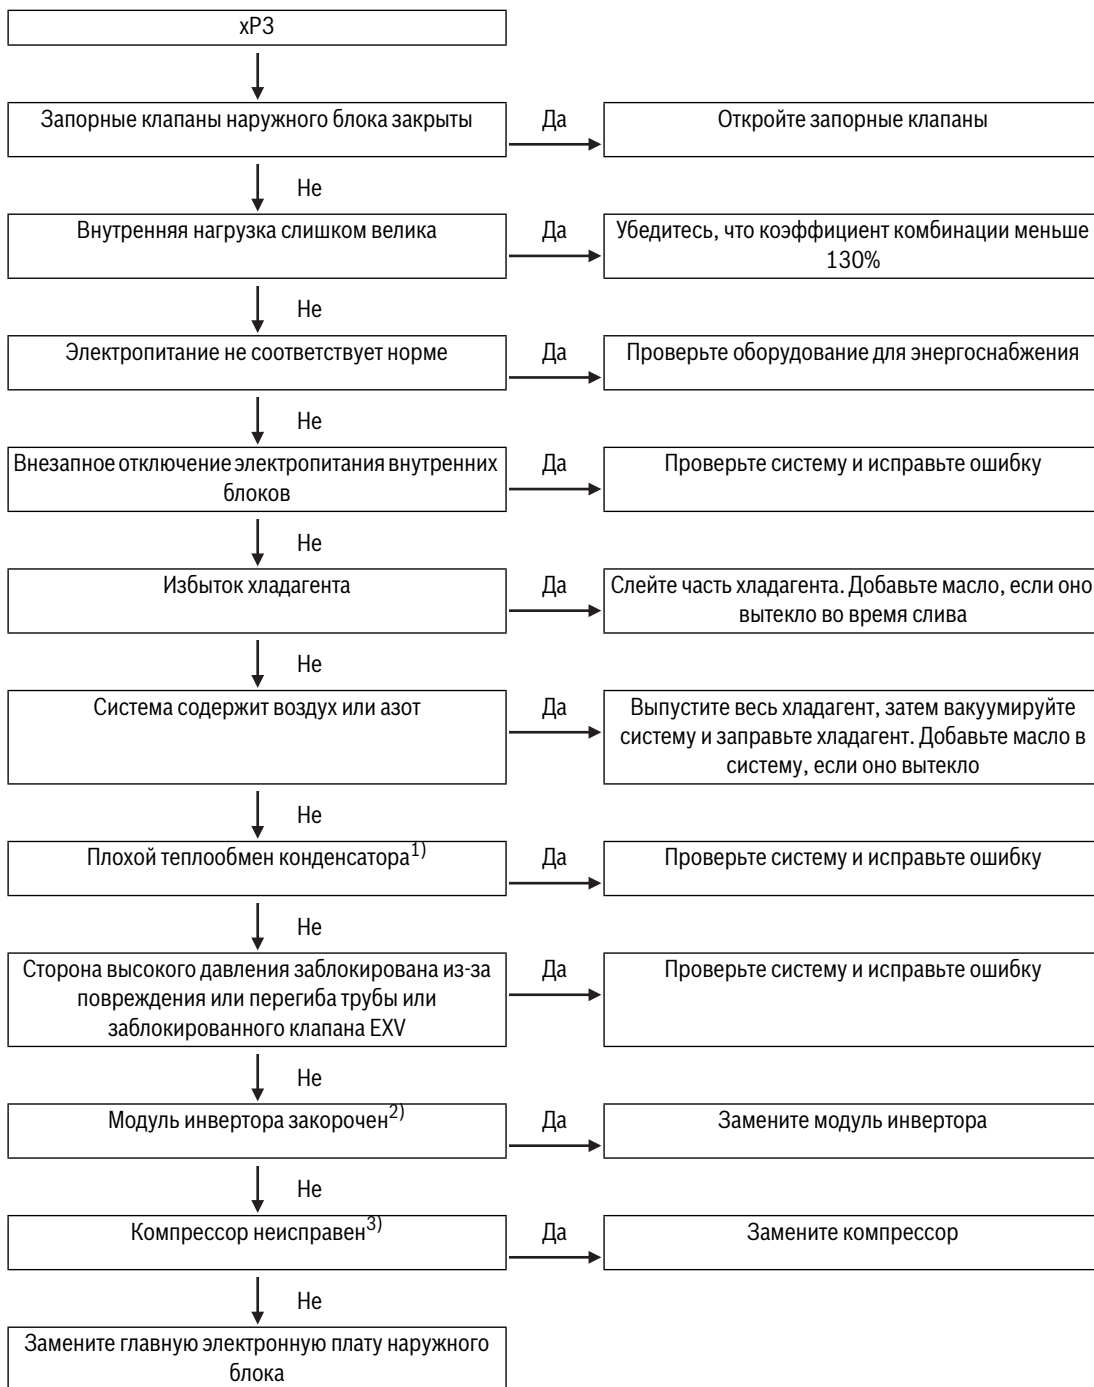 xP3
Запорные клапаны наружного блока закрыты
Да
Откройте запорные клапаны
Не
Внутренняя нагрузка слишком велика
Да
Убедитесь, что коэффициент комбинации меньше
130%
Не
Электропитание не соответствует норме
Да
Проверьте оборудование для энергоснабжения
Не
Внезапное отключение электропитания внутренних
блоков
Да
Проверьте систему и исправьте ошибку
Не
Избыток хладагента
Да
Слейте часть хладагента. Добавьте масло, если оно
вытекло во время слива
Не
Система содержит воздух или азот
Да
Выпустите весь хладагент, затем вакуумируйте
систему и заправьте хладагент. Добавьте масло в
систему, если оно вытекло
Не
Плохой теплообмен конденсатора1)
Да
Проверьте систему и исправьте ошибку
Не
Сторона высокого давления заблокирована из-за
повреждения или перегиба трубы или
заблокированного клапана EXV
Да
Проверьте систему и исправьте ошибку
Не
Модуль инвертора закорочен2)
Да
Замените модуль инвертора
Не
Компрессор неисправен3)
Да
Замените компрессор
Не
Замените главную электронную плату наружного
блока